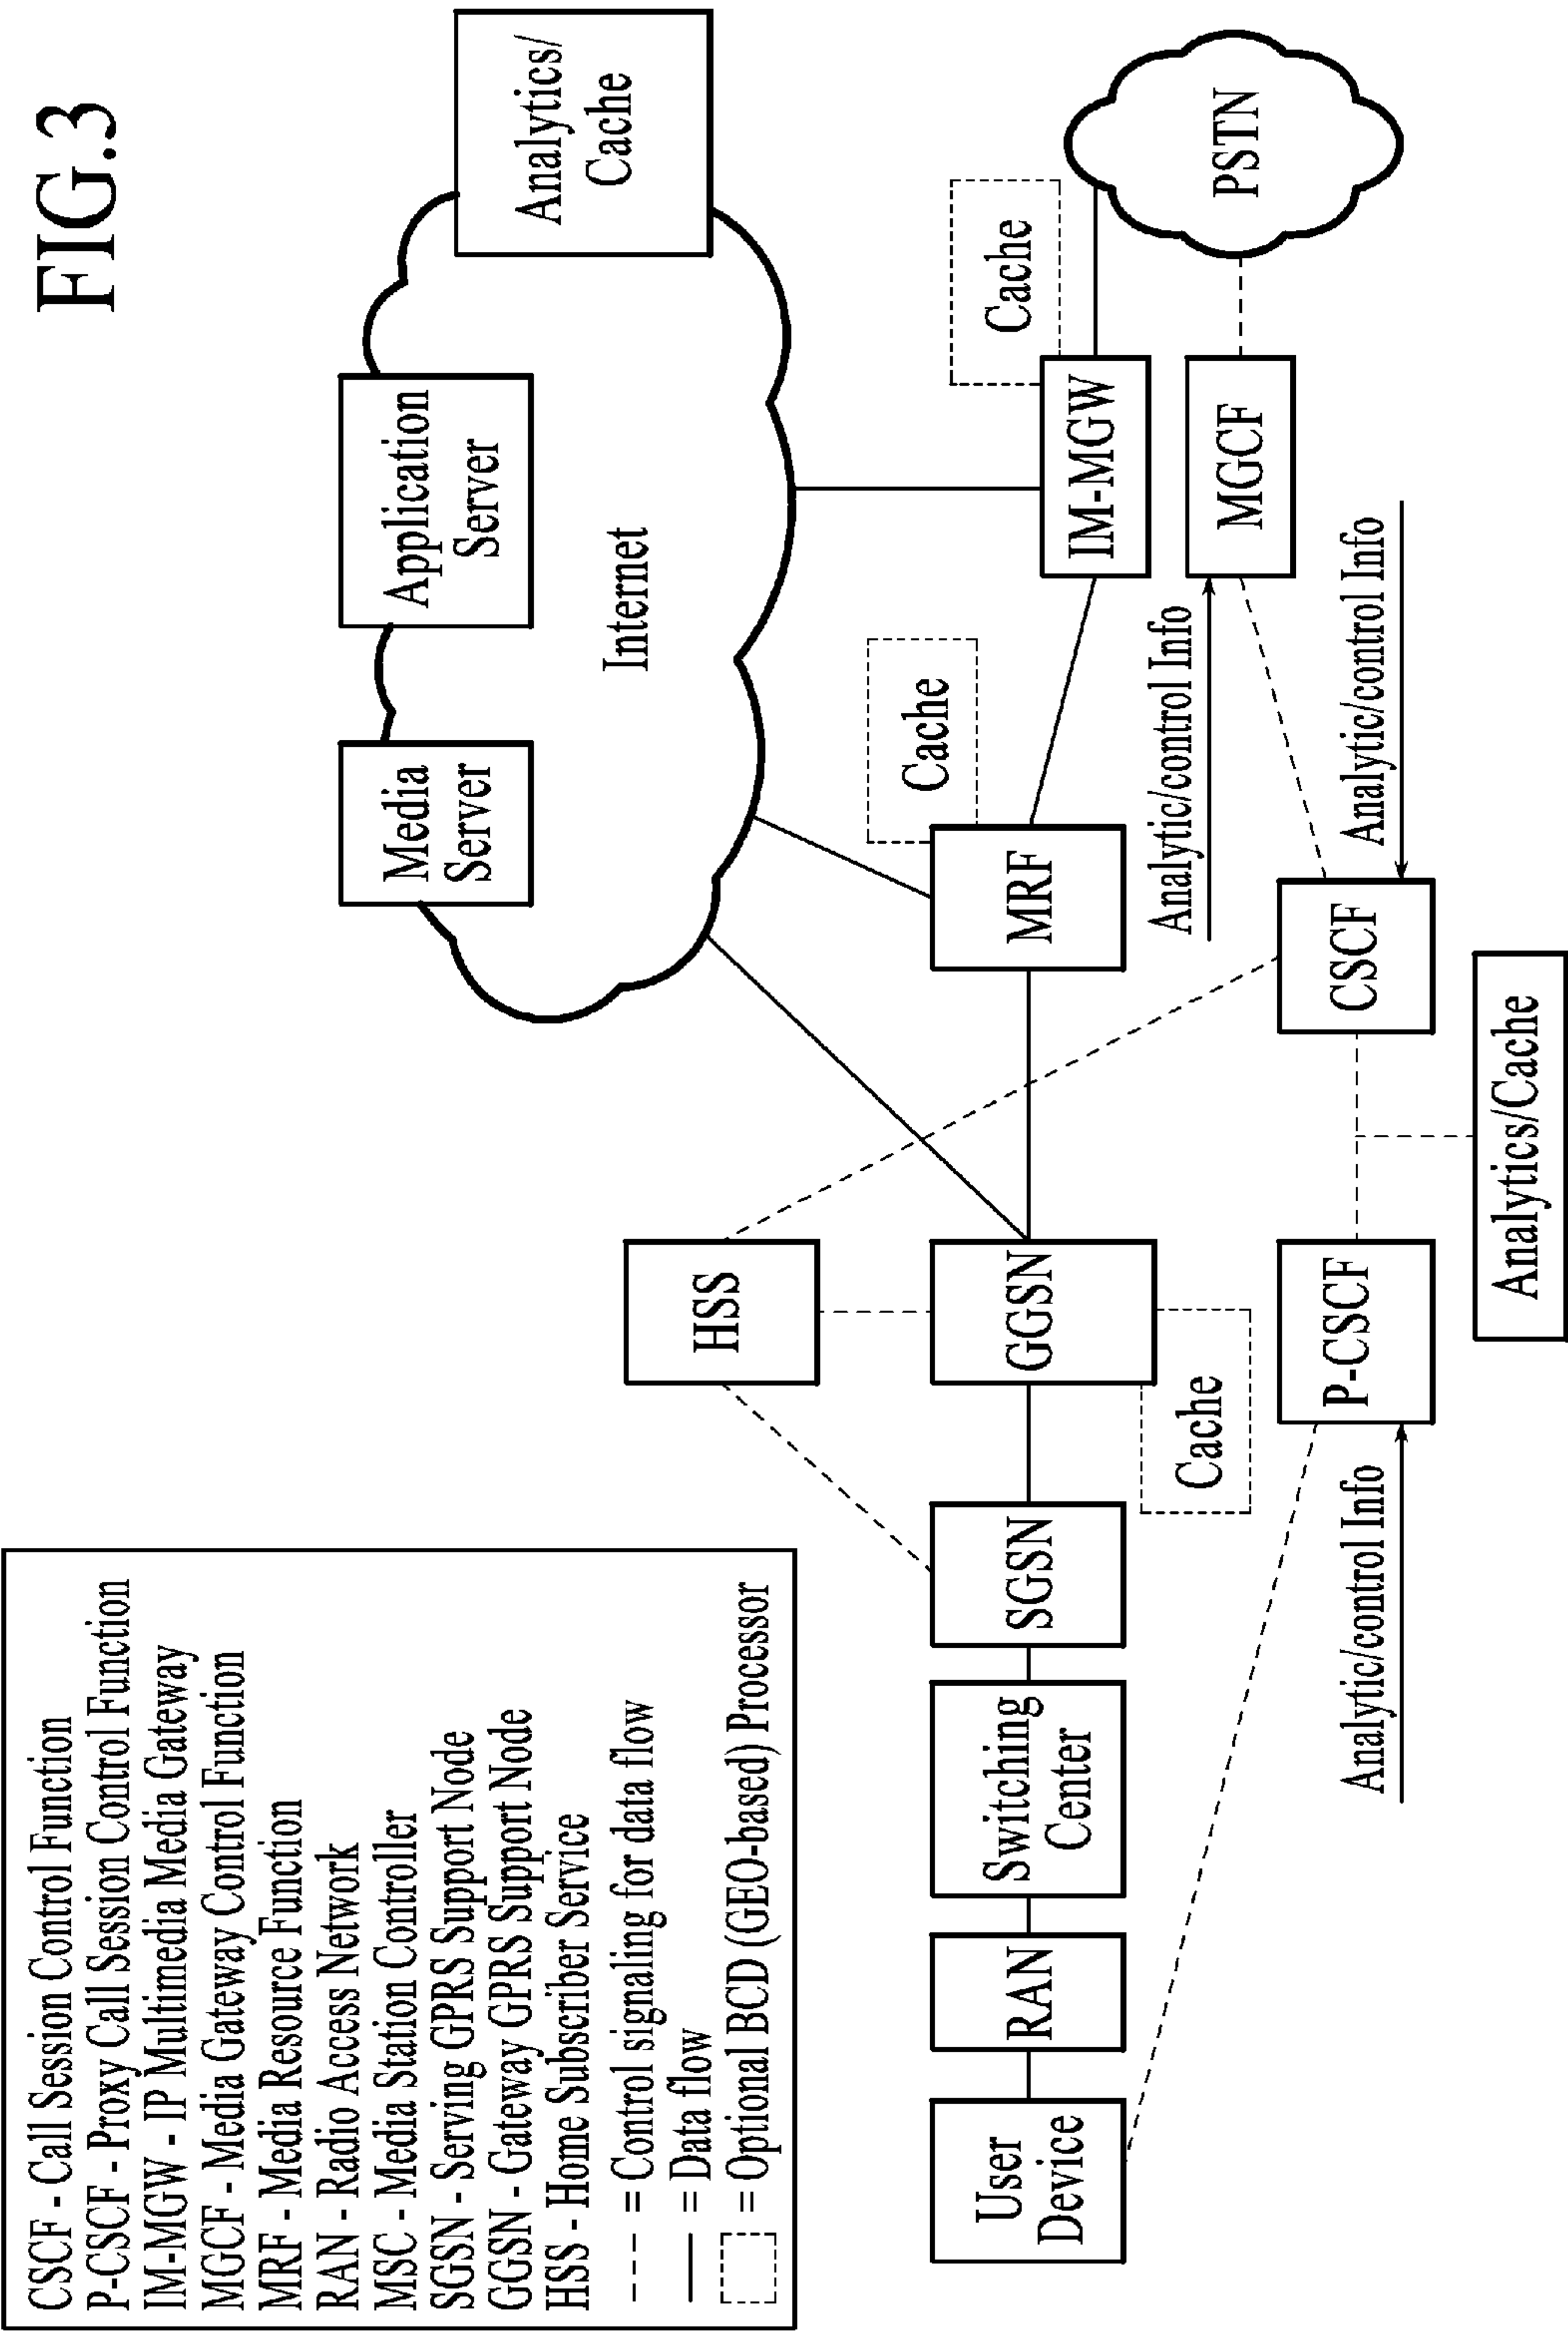 FIG.3
CSCF - Call Session Control Function
P-CSCF - Proxy Call Session Control Function
IM-MGW - IP Multimedia Media Gateway
MGCF - Media Gateway Control Function
MRF - Media Resource Function
RAN - Radio Access Network
MSC - Media Station Controller
SGSN - Serving GPRS Support Node
GGSN - Gateway GPRS Support Node
HSS - Home Subscriber Service
= Control signaling for data flow
= Data flow
= Optional BCD (GEO-based) Processor
Media
Server
Application
Server
Analytics/
Cache
Internet
HSS
Cache
Cache
User
Device
RAN
Switching
Center
SGSN
GGSN
MRF
IM-MGW
PSTN
Cache
Analytic/control Info
MGCF
P-CSCF
CSCF
Analytic/control Info
Analytic/control Info
Analytics/Cache